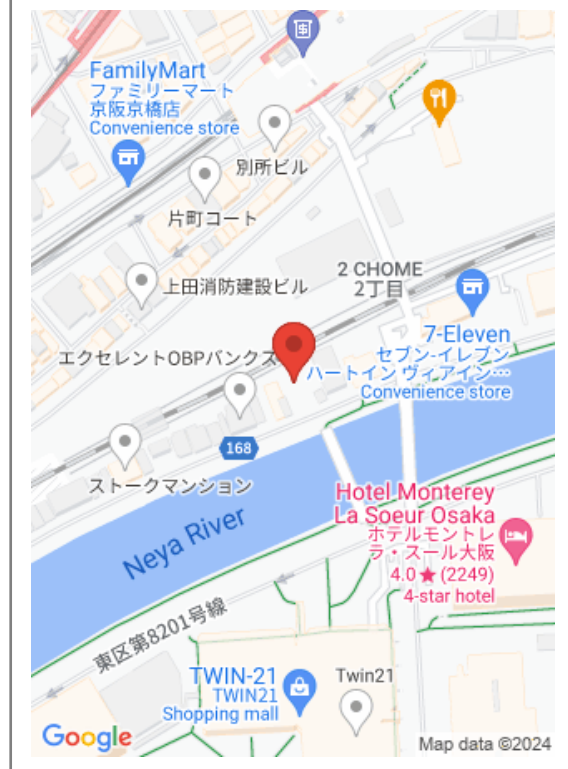 FamilyMart
ファミリーマート
京阪京橋店
Convenience store
別所ビル
片町コート
2 CHOME
2丁目
上田消防建設ビル
7-Eleven
セブン-イレブン
ハートイン ヴィアイン…
Convenience store
エクセレントOBPバンクス
168
ストークマンション
Neya River
Hotel Monterey
La Soeur Osaka
ホテルモントレ
ラ・スール大阪
4.0★(2249)
4-star hotel
東区第8201号線
TWIN-21
TWIN21
Shopping mall
Twin21
Google
Map data ©2024